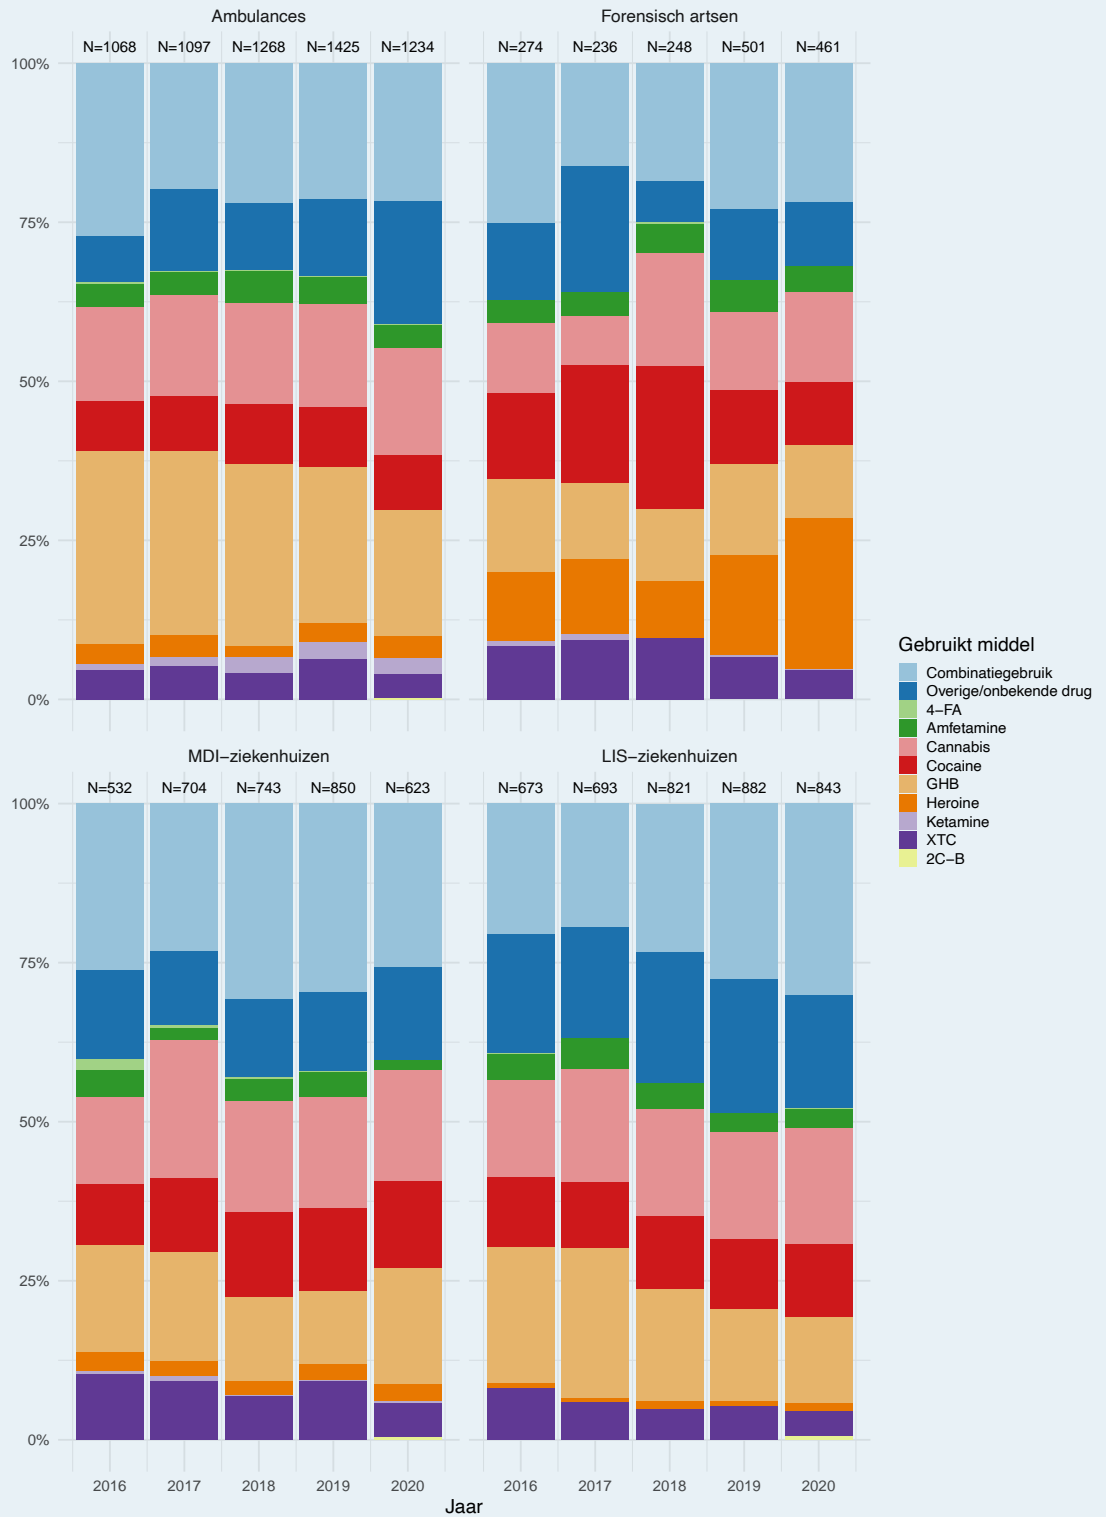 Ambulances
Forensisch artsen
N=1068 N=1097 N=1268 N=1425 N=1234
N=274 N=236 N=248 N=501 N=461
100%
75%
50%
25%
0%
MDI-ziekenhuizen
LIS-ziekenhuizen
N=532 N=704 N=743 N=850 N=623
N=673 N=693 N=821 N=882 N=843
100%
75%
50%
25%
0%
2016 2017 2018 2019 2020
2016 2017 2018 2019 2020
Jaar
Gebruikt middel
Combinatiegebruik
Overige/onbekende drug
4-FA
Amfetamine
Cannabis
Cocaine
GHB
Heroine
Ketamine
XTC
2C-B